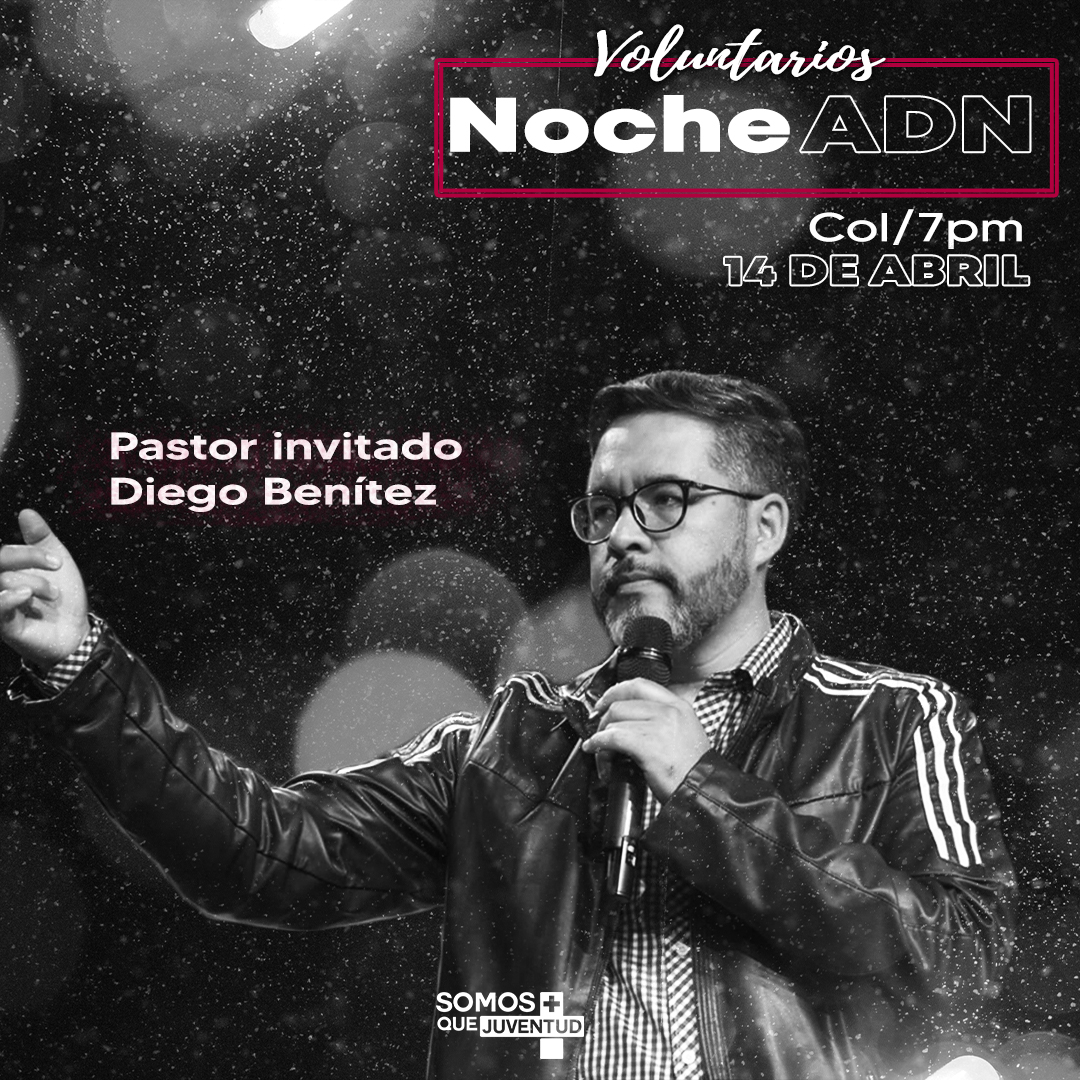 Voluntarios
Noche ADN
Col/7pm
14 DE ABRIL
Pastor invitado
Diego Benítez
SOMOS +
QUE JUVENTUD